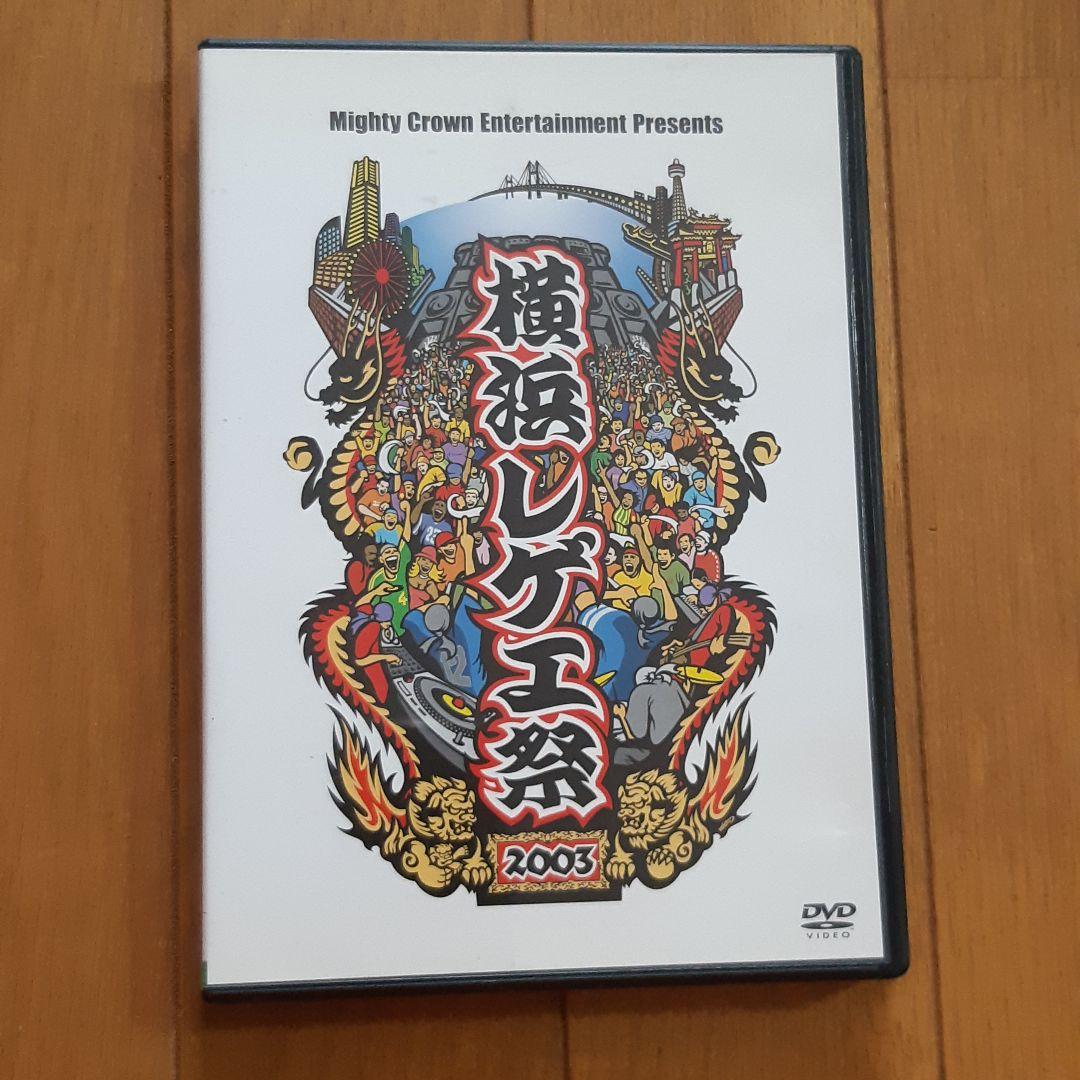 Mighty Crown Entertainment Presents
横浜レゲエ祭
2003
DVD
VIDEO